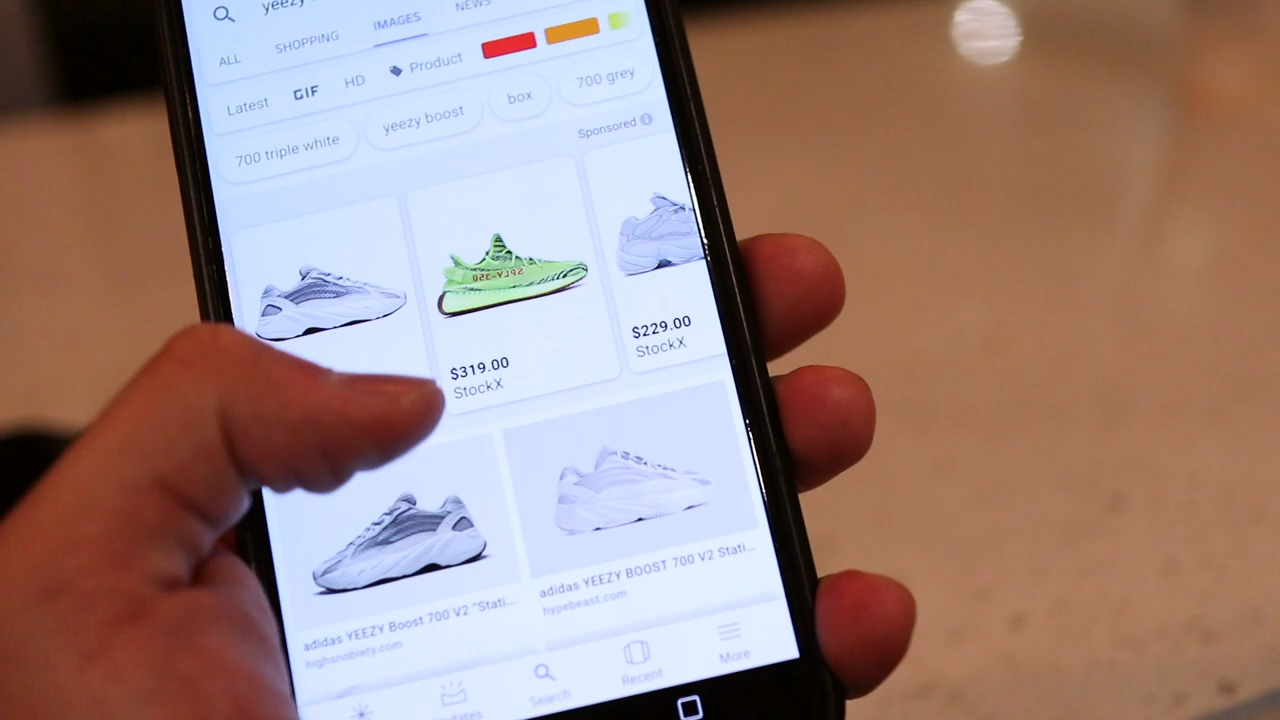 yeezy
ALL SHOPPING IMAGES NEWS
Latest GIF HD Product
700 triple white yeezy boost box 700 grey
Sponsored
SPLY-350
$319.00
StockX
$229.00
StockX
adidas YEEZY Boost 700 V2 "Stati...
highsnobiety.com
adidas YEEZY BOOST 700 V2 Stati...
hypebeast.com
Search Recent More